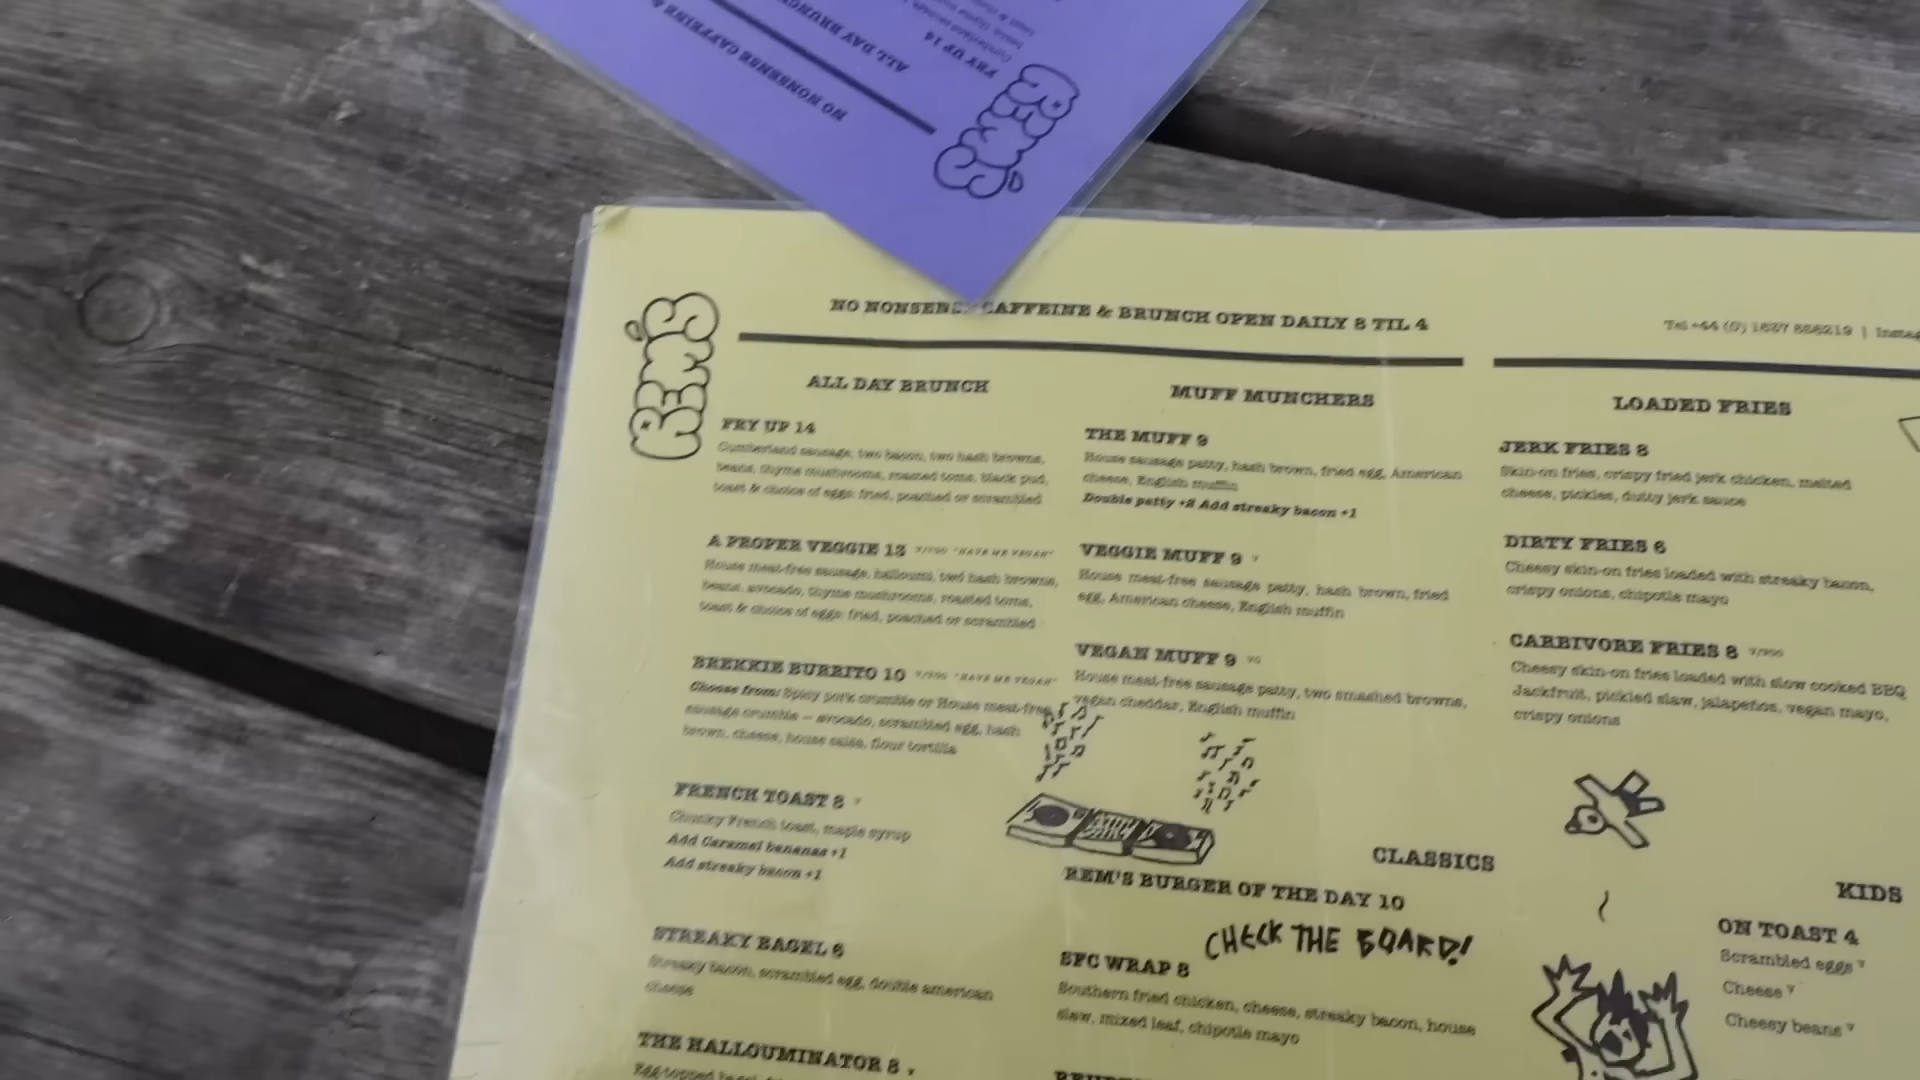 NO NONSENSE CAFFEINE &
ALL DAY BRUNCH
FRY UP 14
REM'S
REM'S
NO NONSENSE CAFFEINE & BRUNCH OPEN DAILY 8 TIL 4
Tel +44 (0) 1637 |
ALL DAY BRUNCH
FRY UP 14
Cumberland sausage, two bacon, two hash browns,
beans, thyme mushrooms, roasted toms, black pud,
toast & choice of eggs: fried, poached or scrambled
A PROPER VEGGIE 13 V/VGO "HAVE ME VEGAN"
House meat-free sausage, halloumi, two hash browns,
beans, avocado, thyme mushrooms, roasted toms,
toast & choice of eggs: fried, poached or scrambled
BREKKIE BURRITO 10 V/VGO "HAVE ME VEGAN"
Choose from: Spicy pork crumble or House meat-free
sausage crumble – avocado, scrambled egg, hash
brown, cheese, house salsa, flour tortilla
FRENCH TOAST 8 V
Chunky French toast, maple syrup
Add Caramel bananas +1
Add streaky bacon +1
STREAKY BAGEL 6
Streaky bacon, scrambled egg, double american
cheese
THE HALLOUMINATOR 8 V
MUFF MUNCHERS
THE MUFF 9
House sausage patty, hash brown, fried egg, American
cheese, English muffin
Double patty +2 Add streaky bacon +1
VEGGIE MUFF 9 V
House meat-free sausage patty, hash brown, fried
egg, American cheese, English muffin
VEGAN MUFF 9 VG
House meat-free sausage patty, two smashed browns,
vegan cheddar, English muffin
LOADED FRIES
JERK FRIES 8
Skin-on fries, crispy fried jerk chicken, melted
cheese, pickles, dutty jerk sauce
DIRTY FRIES 6
Cheesy skin-on fries loaded with streaky bacon,
crispy onions, chipotle mayo
CARBIVORE FRIES 8 V/VGO
Cheesy skin-on fries loaded with slow cooked BBQ
Jackfruit, pickled slaw, jalapeños, vegan mayo,
crispy onions
CLASSICS
REM'S BURGER OF THE DAY 10
CHECK THE BOARD!
SFC WRAP 8
Southern fried chicken, cheese, streaky bacon, house
slaw, mixed leaf, chipotle mayo
KIDS
ON TOAST 4
Scrambled eggs V
Cheese V
Cheesy beans V